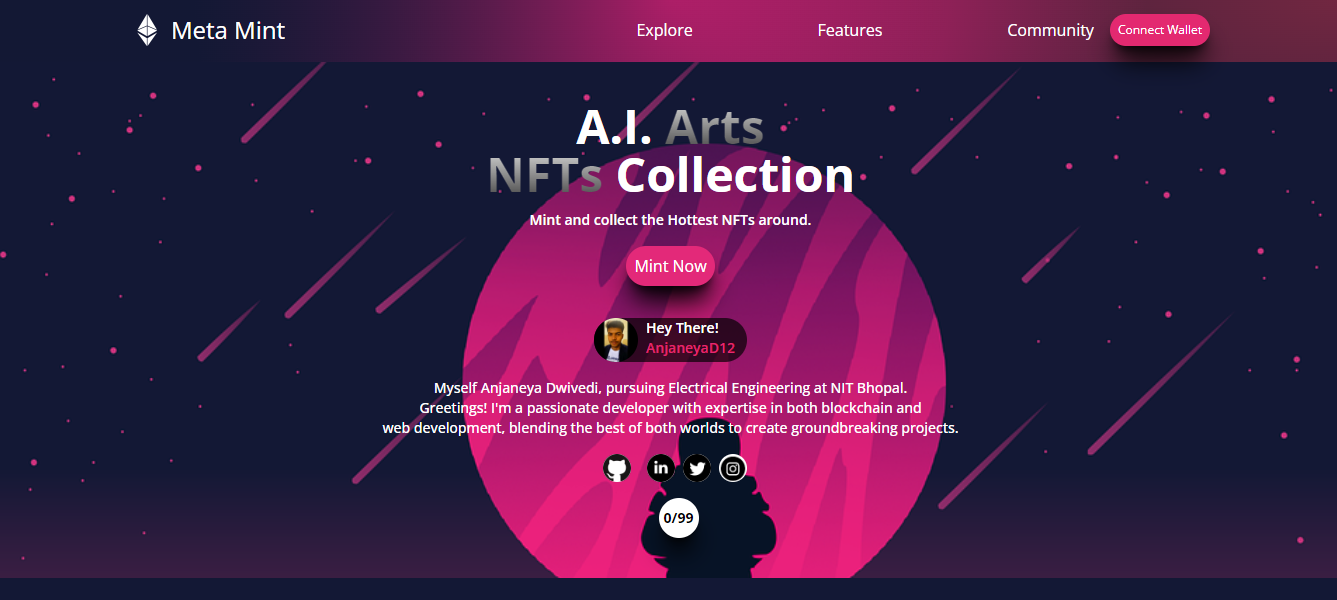 Meta Mint
Explore
Features
Community
Connect Wallet
A.I. Arts
NFTs Collection
Mint and collect the Hottest NFTs around.
Mint Now
Hey There!
AnjaneyaD12
Myself Anjaneya Dwivedi, pursuing Electrical Engineering at NIT Bhopal.
Greetings! I'm a passionate developer with expertise in both blockchain and
web development, blending the best of both worlds to create groundbreaking projects.
in
0/99